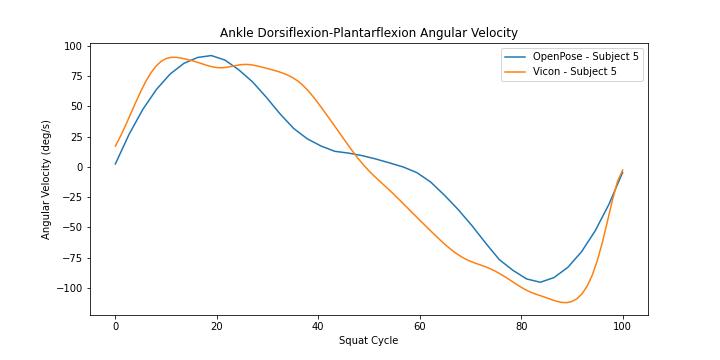 Ankle Dorsiflexion-Plantarflexion Angular Velocity
OpenPose - Subject 5
Vicon - Subject 5
100
75
50
25
0
−25
−50
−75
−100
Angular Velocity (deg/s)
0 20 40 60 80 100
Squat Cycle